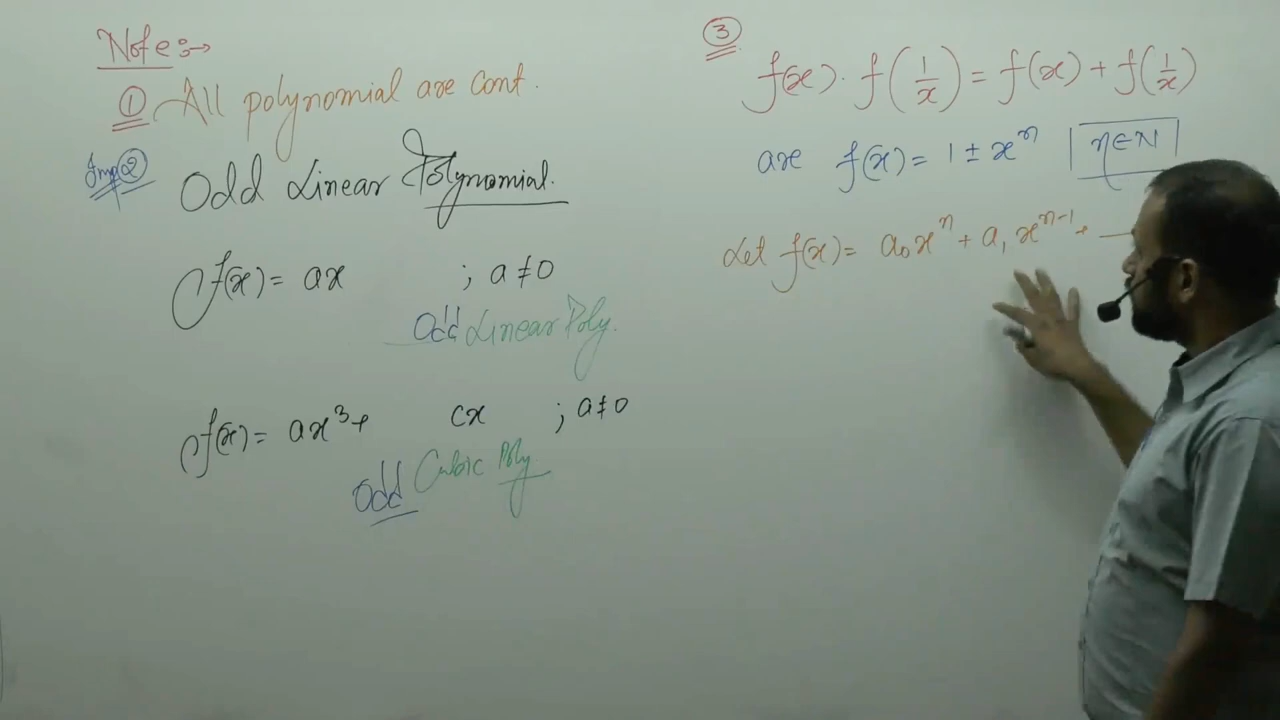 Note :→
① All polynomial are cont.
Imp ② Odd Linear Polynomial.
f(x) = ax ; a ≠ 0
Odd Linear Poly.
f(x) = ax³ + cx ; a ≠ 0
Odd Cubic Poly
③
f(x) · f(1/x) = f(x) + f(1/x)
are f(x) = 1 ± xⁿ | n ∈ N |
Let f(x) = a₀xⁿ + a₁xⁿ⁻¹ + —